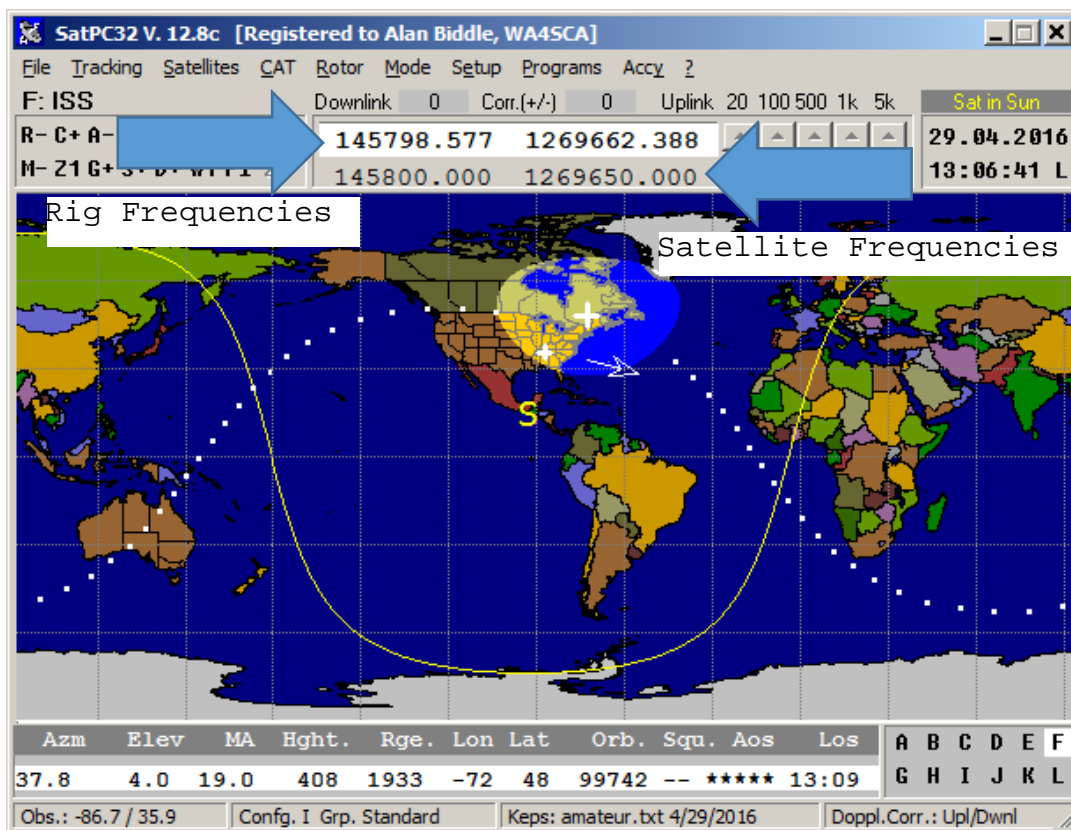 SatPC32 V. 12.8c [Registered to Alan Biddle, WA4SCA]
File Tracking Satellites CAT Rotor Mode Setup Programs Accy ?
F: ISS
Downlink 0 Corr.(+/-) 0 Uplink 20 100 500 1k 5k
Sat in Sun
R- C+ A-
145798.577 1269662.388
29.04.2016
M- Z1 G+
145800.000 1269650.000
13:06:41 L
Rig Frequencies
Satellite Frequencies
S
Azm Elev MA Hght. Rge. Lon Lat Orb. Squ. Aos Los
A B C D E F
37.8 4.0 19.0 408 1933 -72 48 99742 -- ***** 13:09
G H I J K L
Obs.: -86.7 / 35.9 Confg. I Grp. Standard Keps: amateur.txt 4/29/2016 Doppl.Corr.: Upl/Dwnl